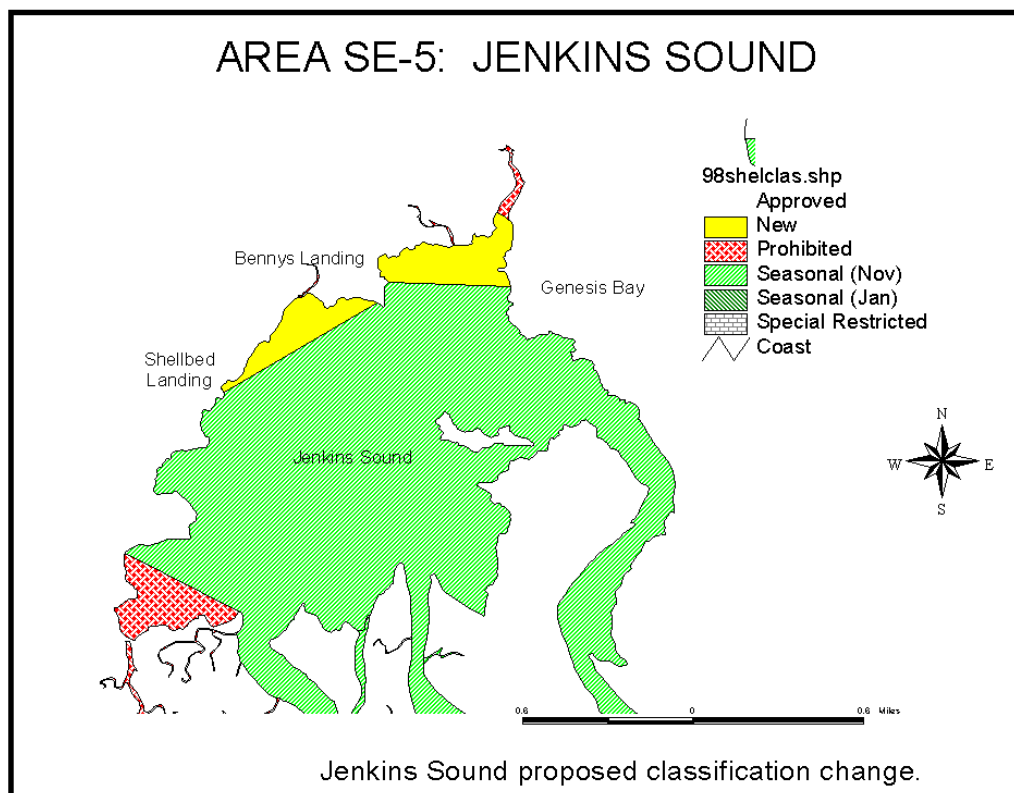 AREA SE-5: JENKINS SOUND
98shelclas.shp
Approved
New
Prohibited
Seasonal (Nov)
Seasonal (Jan)
Special Restricted
Coast
Bennys Landing
Genesis Bay
Shellbed
Landing
Jenkins Sound
N
W E
S
0.6 0 0.6 Miles
Jenkins Sound proposed classification change.